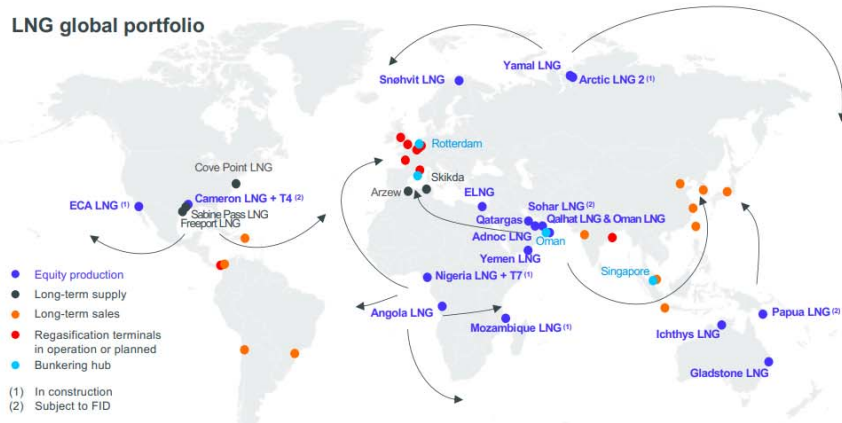 LNG global portfolio
Yamal LNG
Snøhvit LNG
Arctic LNG 2 (1)
Rotterdam
Cove Point LNG
Skikda
Arzew
ELNG
Sohar LNG (2)
ECA LNG (1)
Cameron LNG + T4 (2)
Sabine Pass LNG
Freeport LNG
Qatargas
Qalhat LNG & Oman LNG
Adnoc LNG
Oman
Yemen LNG
Singapore
Nigeria LNG + T7 (1)
Angola LNG
Mozambique LNG (1)
Papua LNG (2)
Ichthys LNG
Gladstone LNG
Equity production
Long-term supply
Long-term sales
Regasification terminals
in operation or planned
Bunkering hub
(1) In construction
(2) Subject to FID